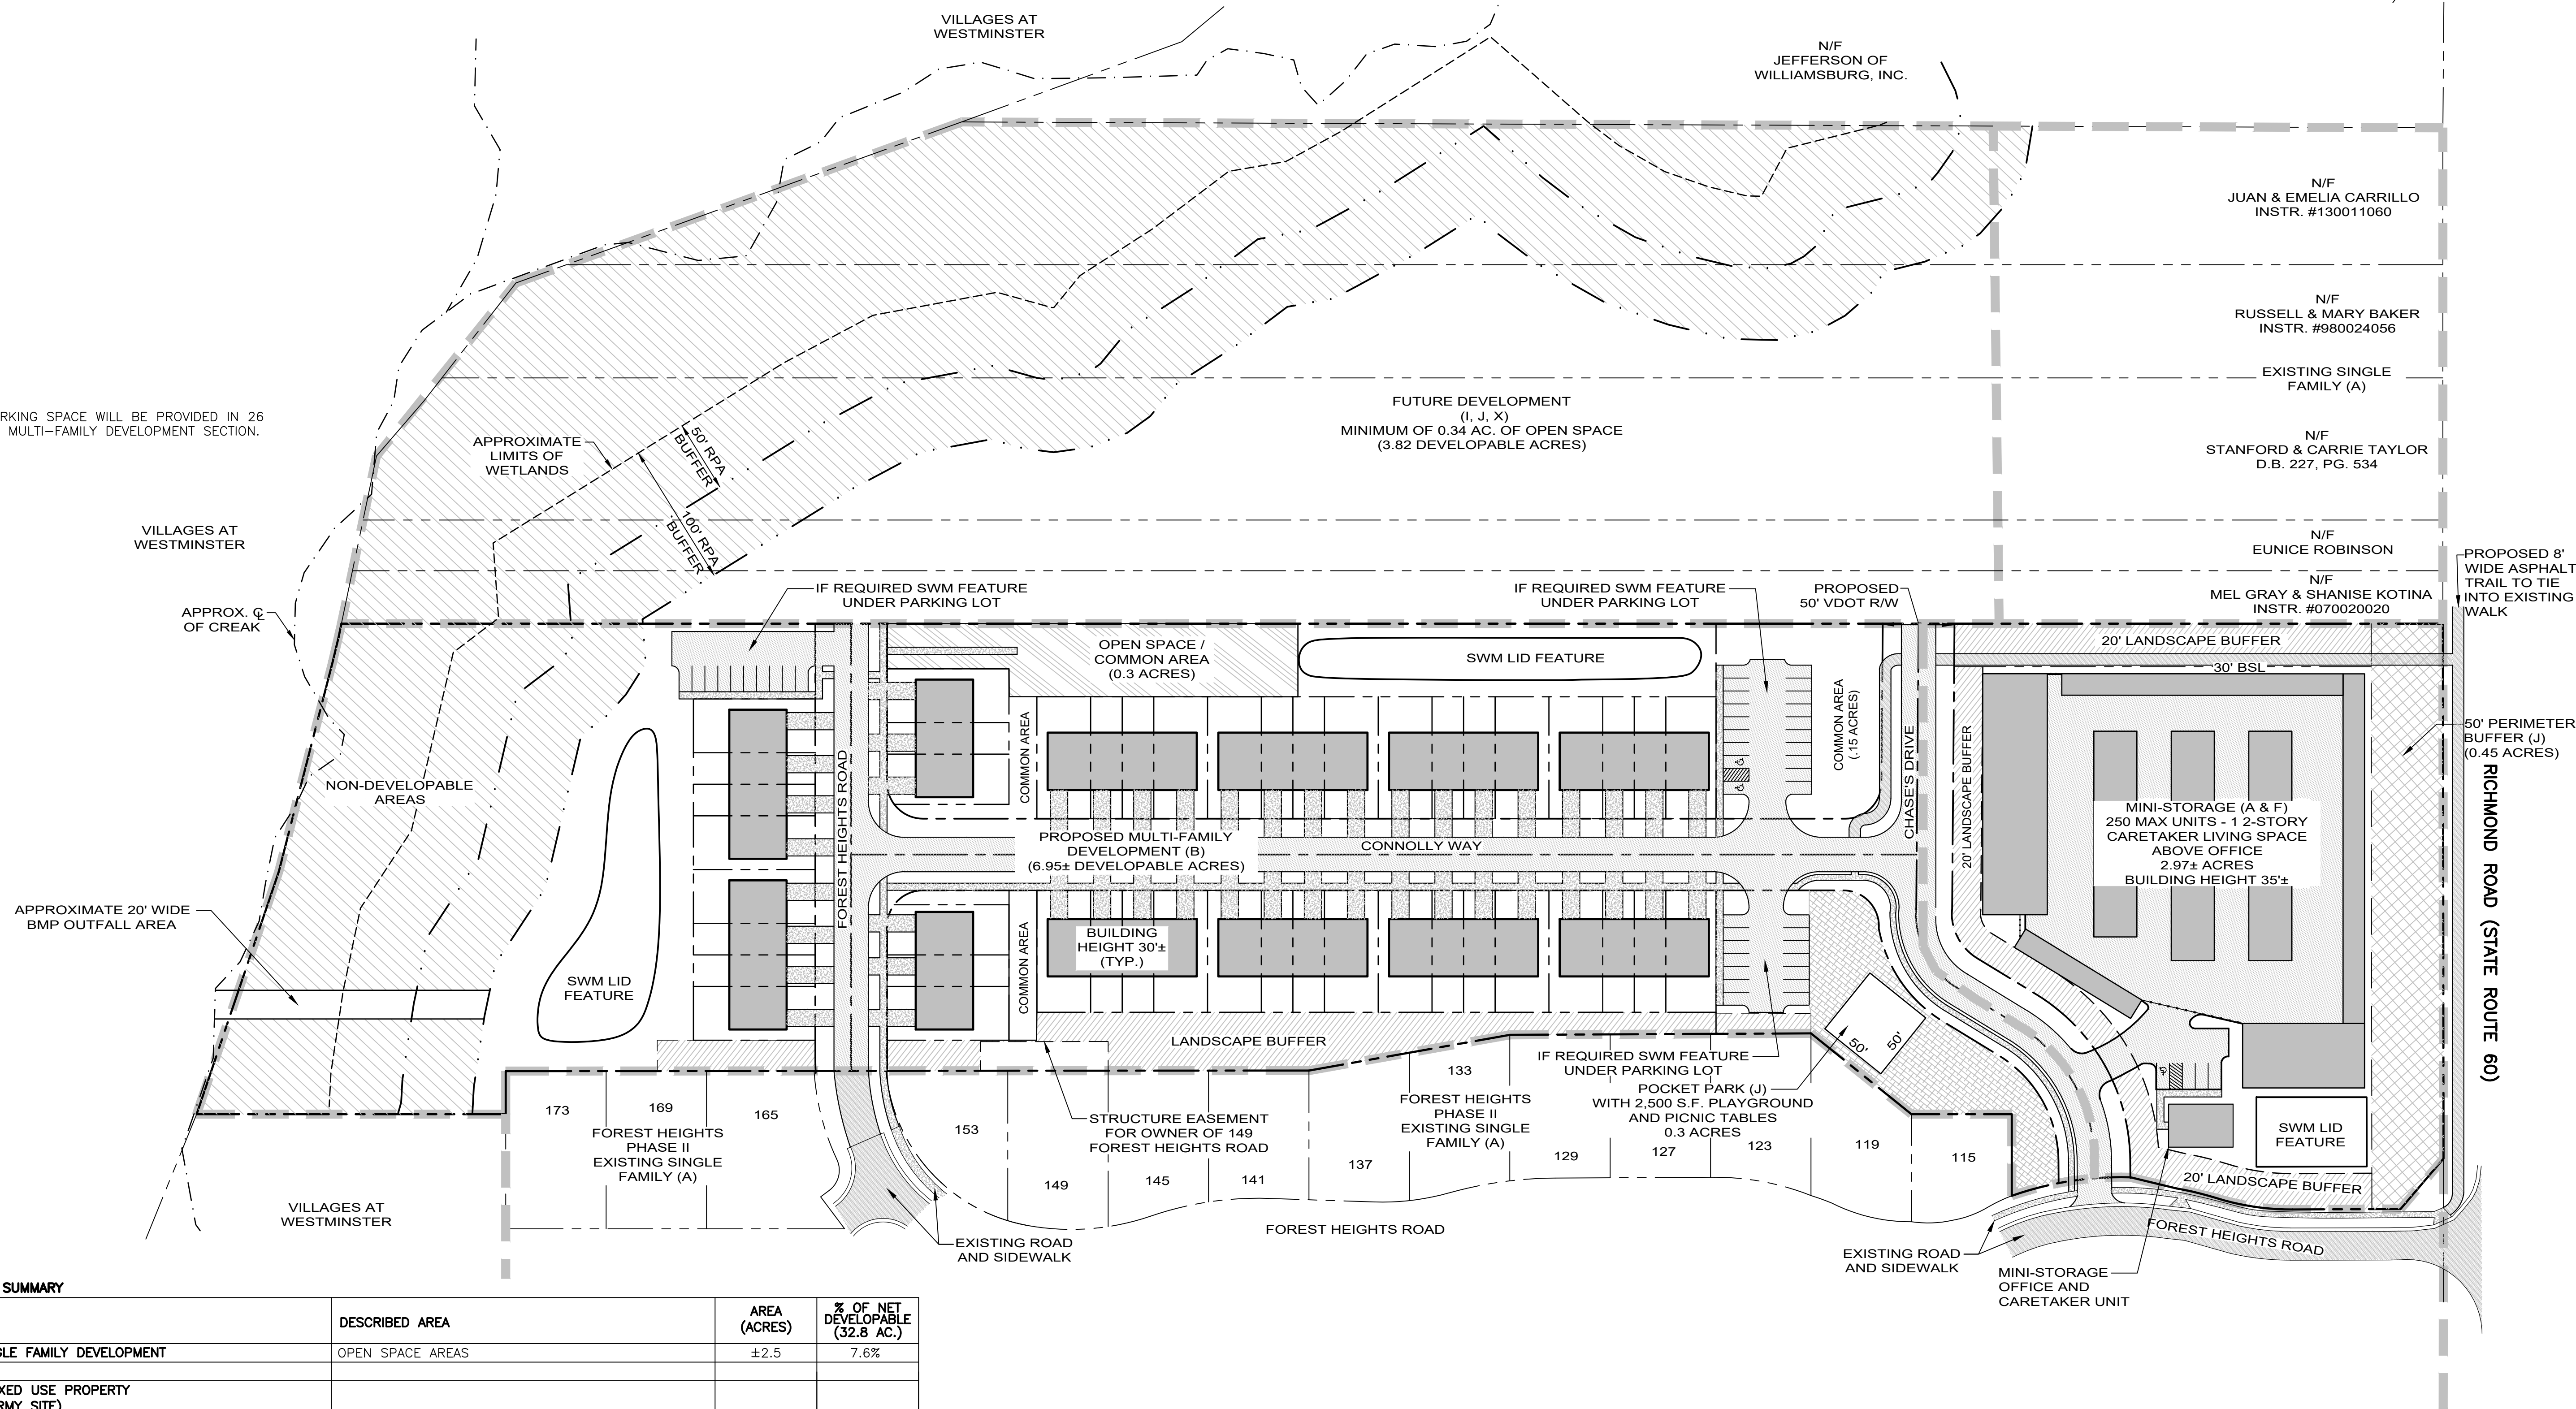 VILLAGES AT
WESTMINSTER
N/F
JEFFERSON OF
WILLIAMSBURG, INC.
N/F
JUAN & EMELIA CARRILLO
INSTR. #130011060
N/F
RUSSELL & MARY BAKER
INSTR. #980024056
EXISTING SINGLE
FAMILY (A)
N/F
STANFORD & CARRIE TAYLOR
D.B. 227, PG. 534
N/F
EUNICE ROBINSON
N/F
MEL GRAY & SHANISE KOTINA
INSTR. #070020020
PROPOSED 8'
WIDE ASPHALT
TRAIL TO TIE
INTO EXISTING
WALK
RKING SPACE WILL BE PROVIDED IN 26
MULTI-FAMILY DEVELOPMENT SECTION.
APPROXIMATE
LIMITS OF
WETLANDS
50' RPA
BUFFER
100' RPA
BUFFER
FUTURE DEVELOPMENT
(I, J, X)
MINIMUM OF 0.34 AC. OF OPEN SPACE
(3.82 DEVELOPABLE ACRES)
VILLAGES AT
WESTMINSTER
APPROX. ℄
OF CREAK
IF REQUIRED SWM FEATURE
UNDER PARKING LOT
IF REQUIRED SWM FEATURE
UNDER PARKING LOT
PROPOSED
50' VDOT R/W
OPEN SPACE /
COMMON AREA
(0.3 ACRES)
SWM LID FEATURE
20' LANDSCAPE BUFFER
30' BSL
COMMON AREA
COMMON AREA
(.15 ACRES)
CHASE'S DRIVE
20' LANDSCAPE BUFFER
50' PERIMETER
BUFFER (J)
(0.45 ACRES)
RICHMOND ROAD (STATE ROUTE 60)
NON-DEVELOPABLE
AREAS
FOREST HEIGHTS ROAD
PROPOSED MULTI-FAMILY
DEVELOPMENT (B)
(6.95± DEVELOPABLE ACRES)
CONNOLLY WAY
MINI-STORAGE (A & F)
250 MAX UNITS - 1 2-STORY
CARETAKER LIVING SPACE
ABOVE OFFICE
2.97± ACRES
BUILDING HEIGHT 35'±
APPROXIMATE 20' WIDE
BMP OUTFALL AREA
SWM LID
FEATURE
COMMON AREA
BUILDING
HEIGHT 30'±
(TYP.)
LANDSCAPE BUFFER
50'
50'
IF REQUIRED SWM FEATURE
UNDER PARKING LOT
POCKET PARK (J)
WITH 2,500 S.F. PLAYGROUND
AND PICNIC TABLES
0.3 ACRES
173
169
165
FOREST HEIGHTS
PHASE II
EXISTING SINGLE
FAMILY (A)
153
STRUCTURE EASEMENT
FOR OWNER OF 149
FOREST HEIGHTS ROAD
149
145
141
137
133
FOREST HEIGHTS
PHASE II
EXISTING SINGLE
FAMILY (A)
129
127
123
119
115
SWM LID
FEATURE
20' LANDSCAPE BUFFER
VILLAGES AT
WESTMINSTER
EXISTING ROAD
AND SIDEWALK
FOREST HEIGHTS ROAD
EXISTING ROAD
AND SIDEWALK
FOREST HEIGHTS ROAD
MINI-STORAGE
OFFICE AND
CARETAKER UNIT
SUMMARY
DESCRIBED AREA
AREA
(ACRES)
% OF NET
DEVELOPABLE
(32.8 AC.)
GLE FAMILY DEVELOPMENT
OPEN SPACE AREAS
±2.5
7.6%
XED USE PROPERTY
RMY SITE)